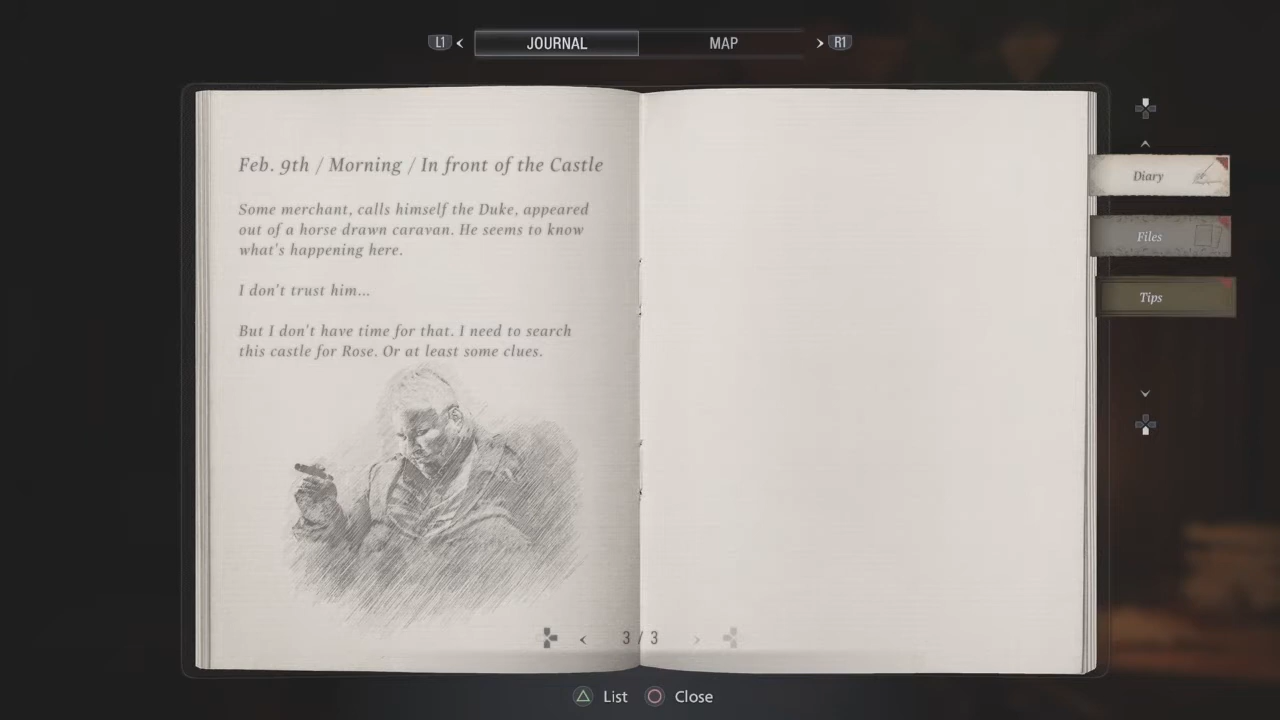 L1 JOURNAL MAP R1
Feb. 9th / Morning / In front of the Castle
Some merchant, calls himself the Duke, appeared
out of a horse drawn caravan. He seems to know
what's happening here.
I don't trust him...
But I don't have time for that. I need to search
this castle for Rose. Or at least some clues.
3 / 3
Diary
Files
Tips
List Close